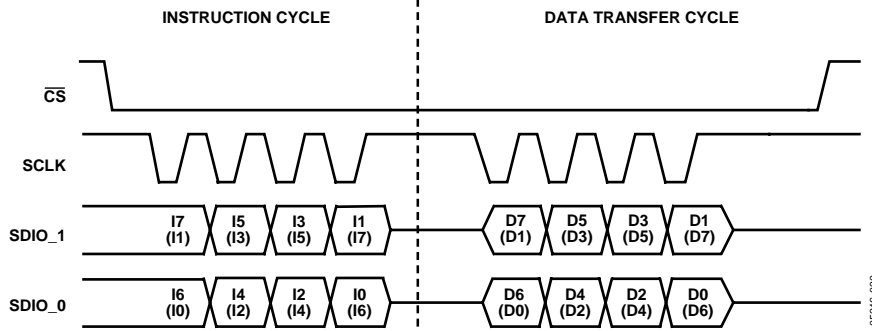 INSTRUCTION CYCLE DATA TRANSFER CYCLE
CS
SCLK
SDIO_1
I7 I5 I3 I1 D7 D5 D3 D1
(I1) (I3) (I5) (I7) (D1) (D3) (D5) (D7)
SDIO_0
I6 I4 I2 I0 D6 D4 D2 D0
(I0) (I2) (I4) (I6) (D0) (D2) (D4) (D6)